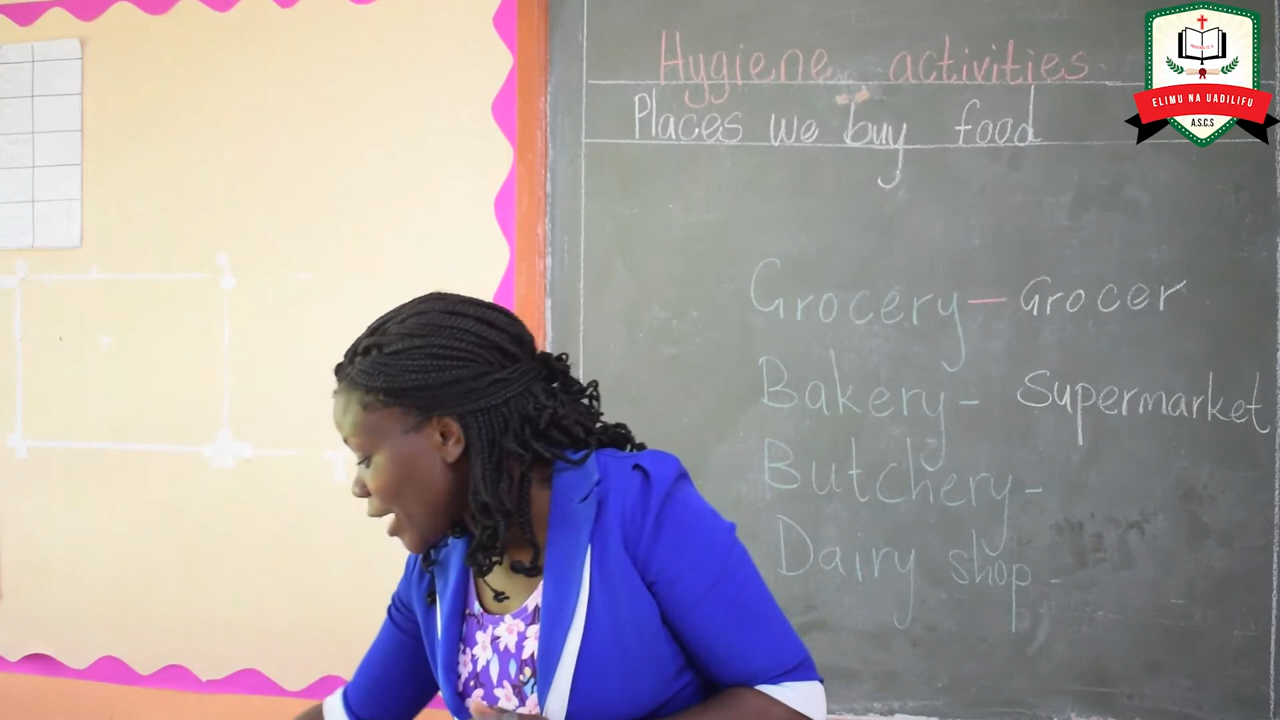 Hygiene activities
Places we buy food
Grocery – Grocer
Bakery - Supermarket
Butchery -
Dairy shop
ELIMU NA UADILIFU
A.S.C.S